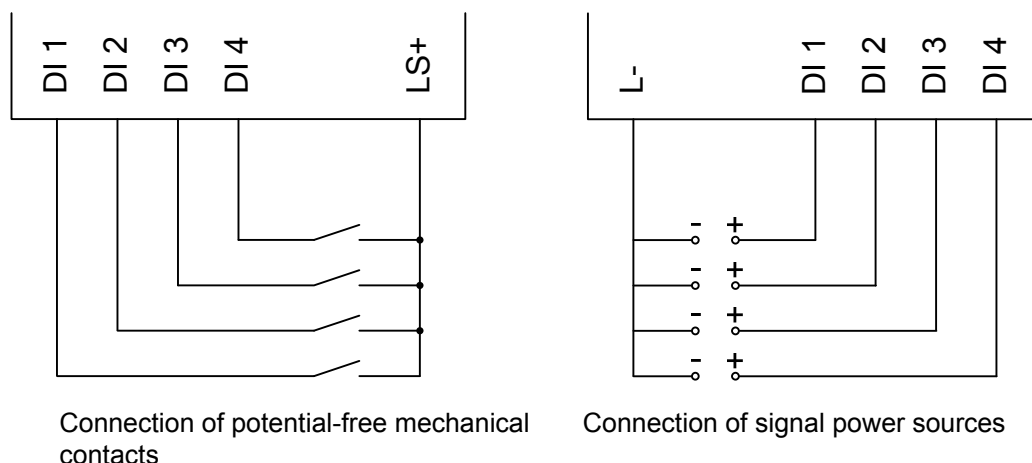 DI 1
DI 2
DI 3
DI 4
LS+
L-
DI 1
DI 2
DI 3
DI 4
- +
- +
- +
- +
Connection of potential-free mechanical
contacts
Connection of signal power sources